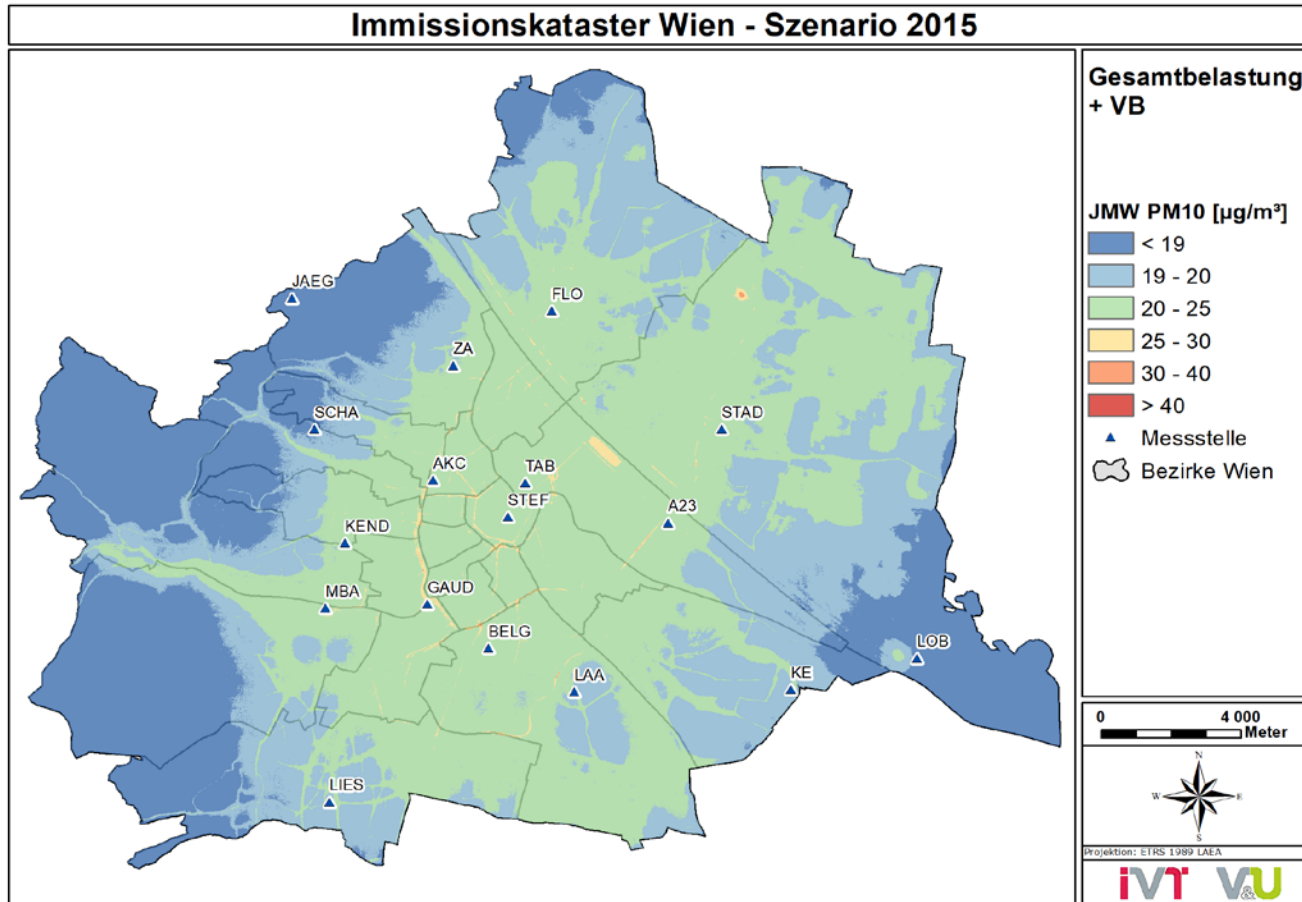 Immissionskataster Wien - Szenario 2015
JAEG
FLO
ZA
SCHA
STAD
AKC
TAB
STEF
A23
KEND
MBA
GAUD
BELG
LOB
LAA
KE
LIES
Gesamtbelastung
+ VB
JMW PM10 [µg/m³]
< 19
19 - 20
20 - 25
25 - 30
30 - 40
> 40
Messstelle
Bezirke Wien
0 4 000
Meter
N
W E
S
Projektion: ETRS 1989 LAEA
iVT V&U